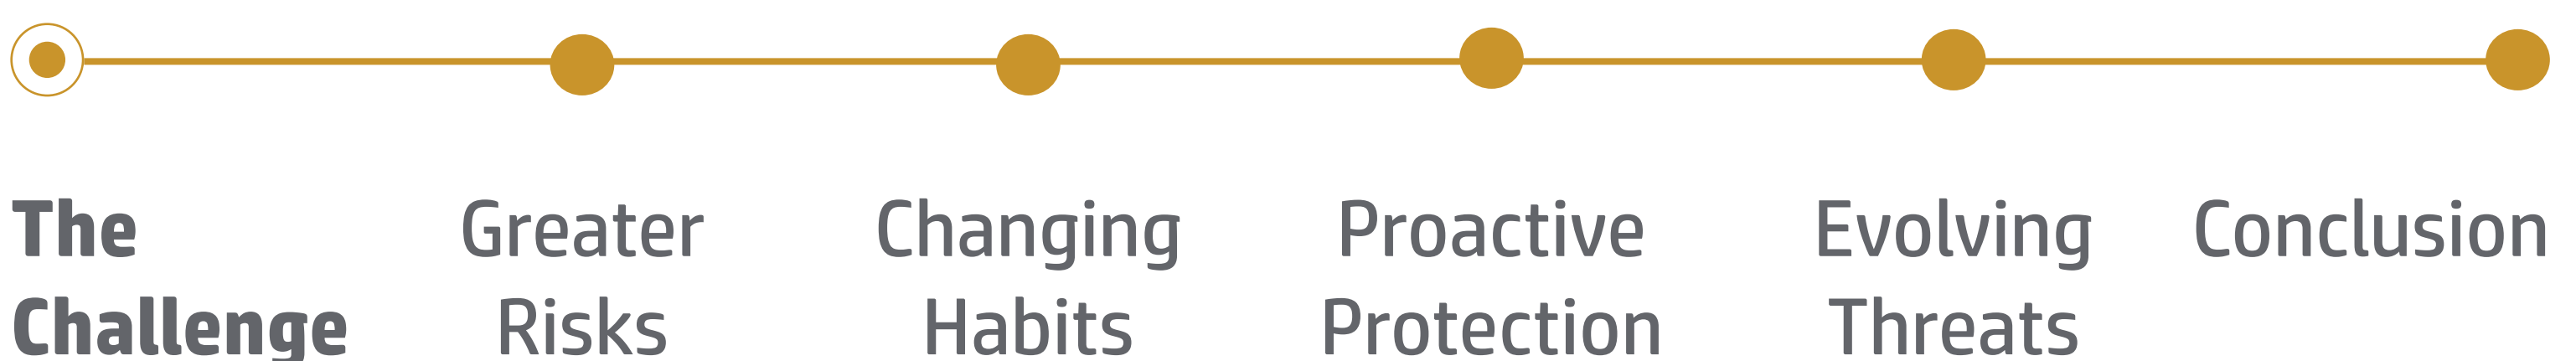 The
Challenge
Greater
Risks
Changing
Habits
Proactive
Protection
Evolving
Threats
Conclusion